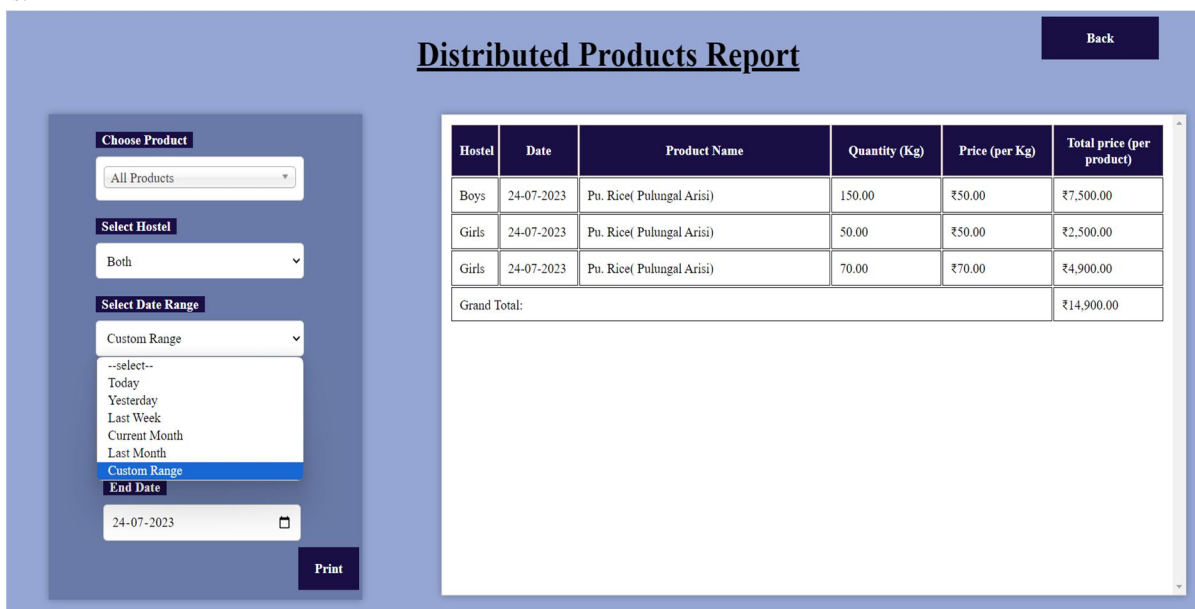 Back
Distributed Products Report
Choose Product
All Products
Select Hostel
Both
Select Date Range
Custom Range
--select--
Today
Yesterday
Last Week
Current Month
Last Month
Custom Range
End Date
24-07-2023
Print
Hostel Date Product Name Quantity (Kg) Price (per Kg) Total price (per product)
Boys 24-07-2023 Pu. Rice( Pulungal Arisi) 150.00 ₹50.00 ₹7,500.00
Girls 24-07-2023 Pu. Rice( Pulungal Arisi) 50.00 ₹50.00 ₹2,500.00
Girls 24-07-2023 Pu. Rice( Pulungal Arisi) 70.00 ₹70.00 ₹4,900.00
Grand Total: ₹14,900.00